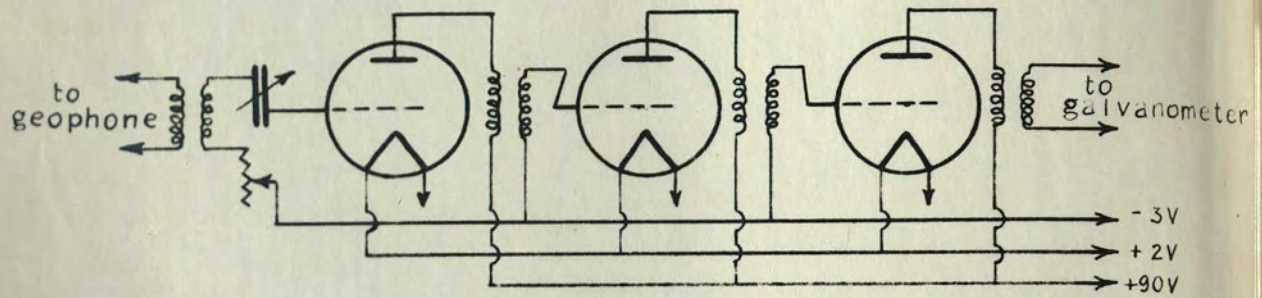 to
geophone
to
galvanometer
- 3V
+ 2V
+90V